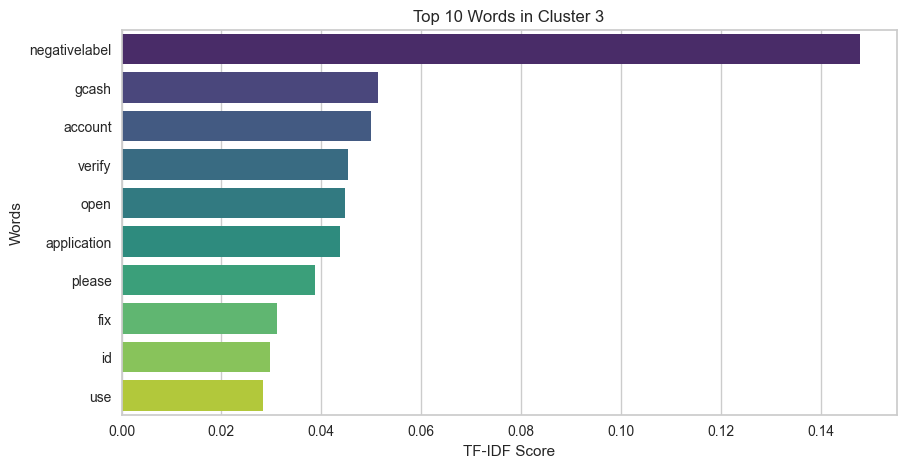 Top 10 Words in Cluster 3
negativelabel
gcash
account
verify
open
application
please
fix
id
use
Words
0.00 0.02 0.04 0.06 0.08 0.10 0.12 0.14
TF-IDF Score